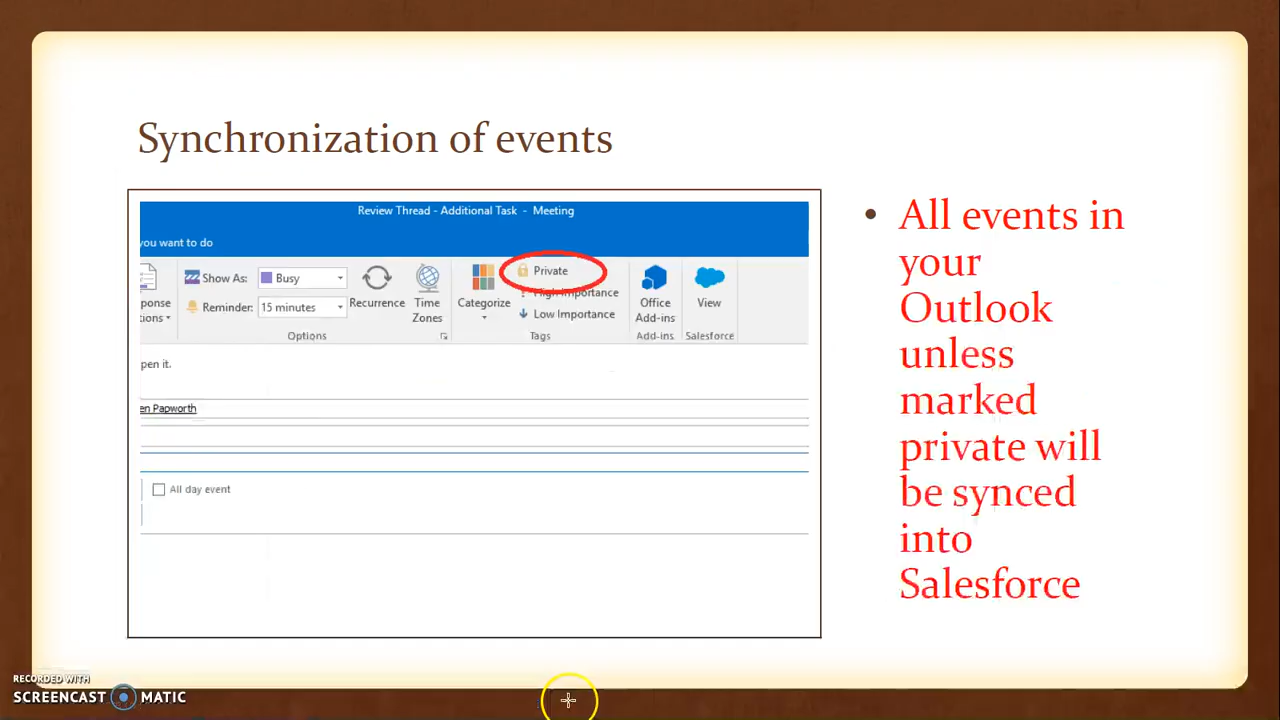 Synchronization of events
Review Thread - Additional Task - Meeting
you want to do
Show As: Busy
Reminder: 15 minutes
Recurrence
Time
Zones
Categorize
Private
High Importance
Low Importance
Office
Add-ins
View
ponse
tions
Options
Tags
Add-ins
Salesforce
pen it.
en Papworth
All day event
• All events in
your
Outlook
unless
marked
private will
be synced
into
Salesforce
RECORDED WITH
SCREENCAST MATIC